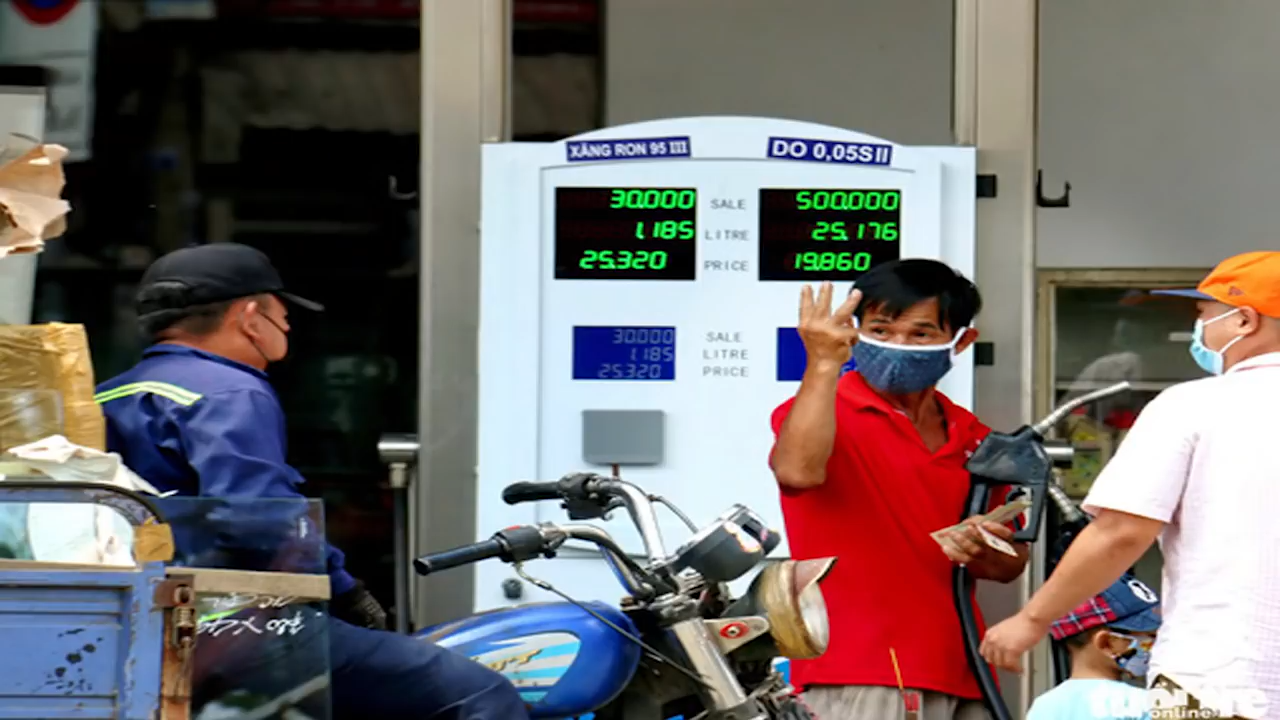 XĂNG RON 95 III
DO 0,05S II
30.000 SALE 500.000
1.185 LITRE 25.176
25.320 PRICE 19.860
30.000 SALE
1.185 LITRE
25.320 PRICE
online